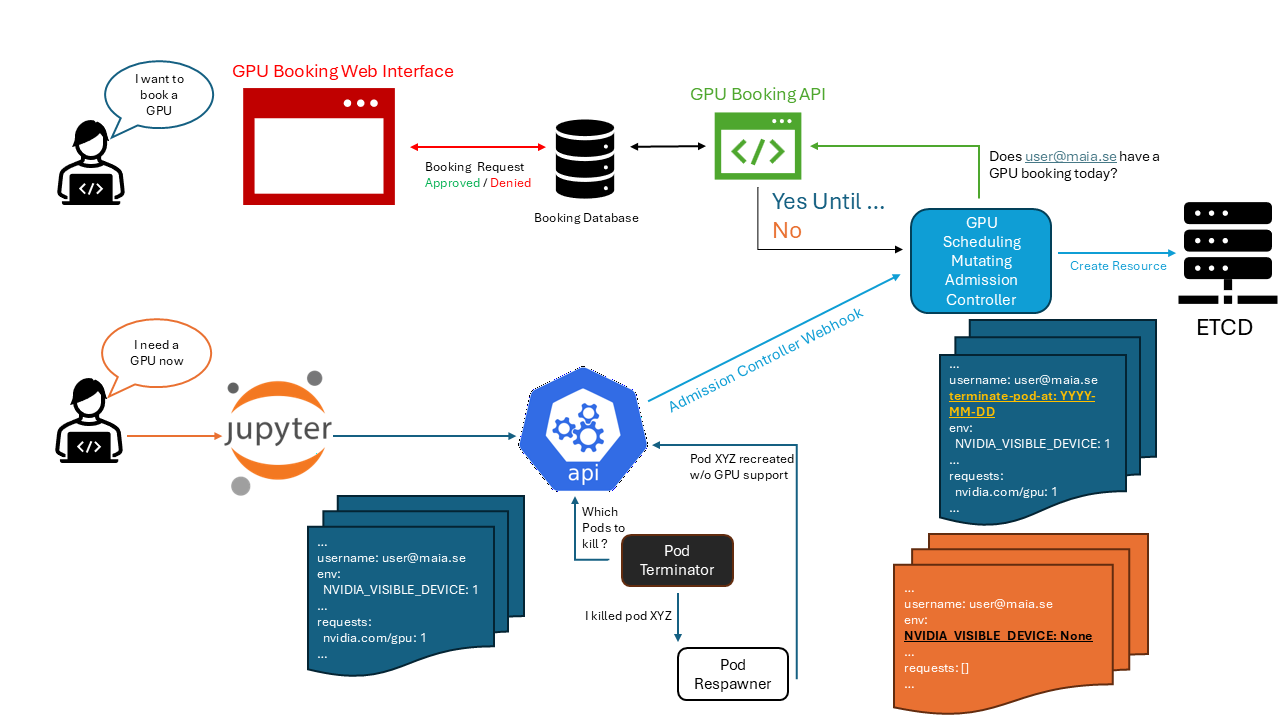 I want to
book a
GPU
GPU Booking Web Interface
Booking Request
Approved / Denied
Booking Database
GPU Booking API
Yes Until ...
No
Does user@maia.se have a
GPU booking today?
GPU
Scheduling
Mutating
Admission
Controller
Create Resource
ETCD
I need a
GPU now
jupyter
api
Admission Controller Webhook
Pod XYZ recreated
w/o GPU support
Which
Pods to
kill ?
Pod
Terminator
I killed pod XYZ
Pod
Respawner
...
username: user@maia.se
env:
NVIDIA_VISIBLE_DEVICE: 1
...
requests:
nvidia.com/gpu: 1
...
...
username: user@maia.se
terminate-pod-at: YYYY-
MM-DD
env:
NVIDIA_VISIBLE_DEVICE: 1
...
requests:
nvidia.com/gpu: 1
...
...
username: user@maia.se
env:
NVIDIA_VISIBLE_DEVICE: None
...
requests: []
...